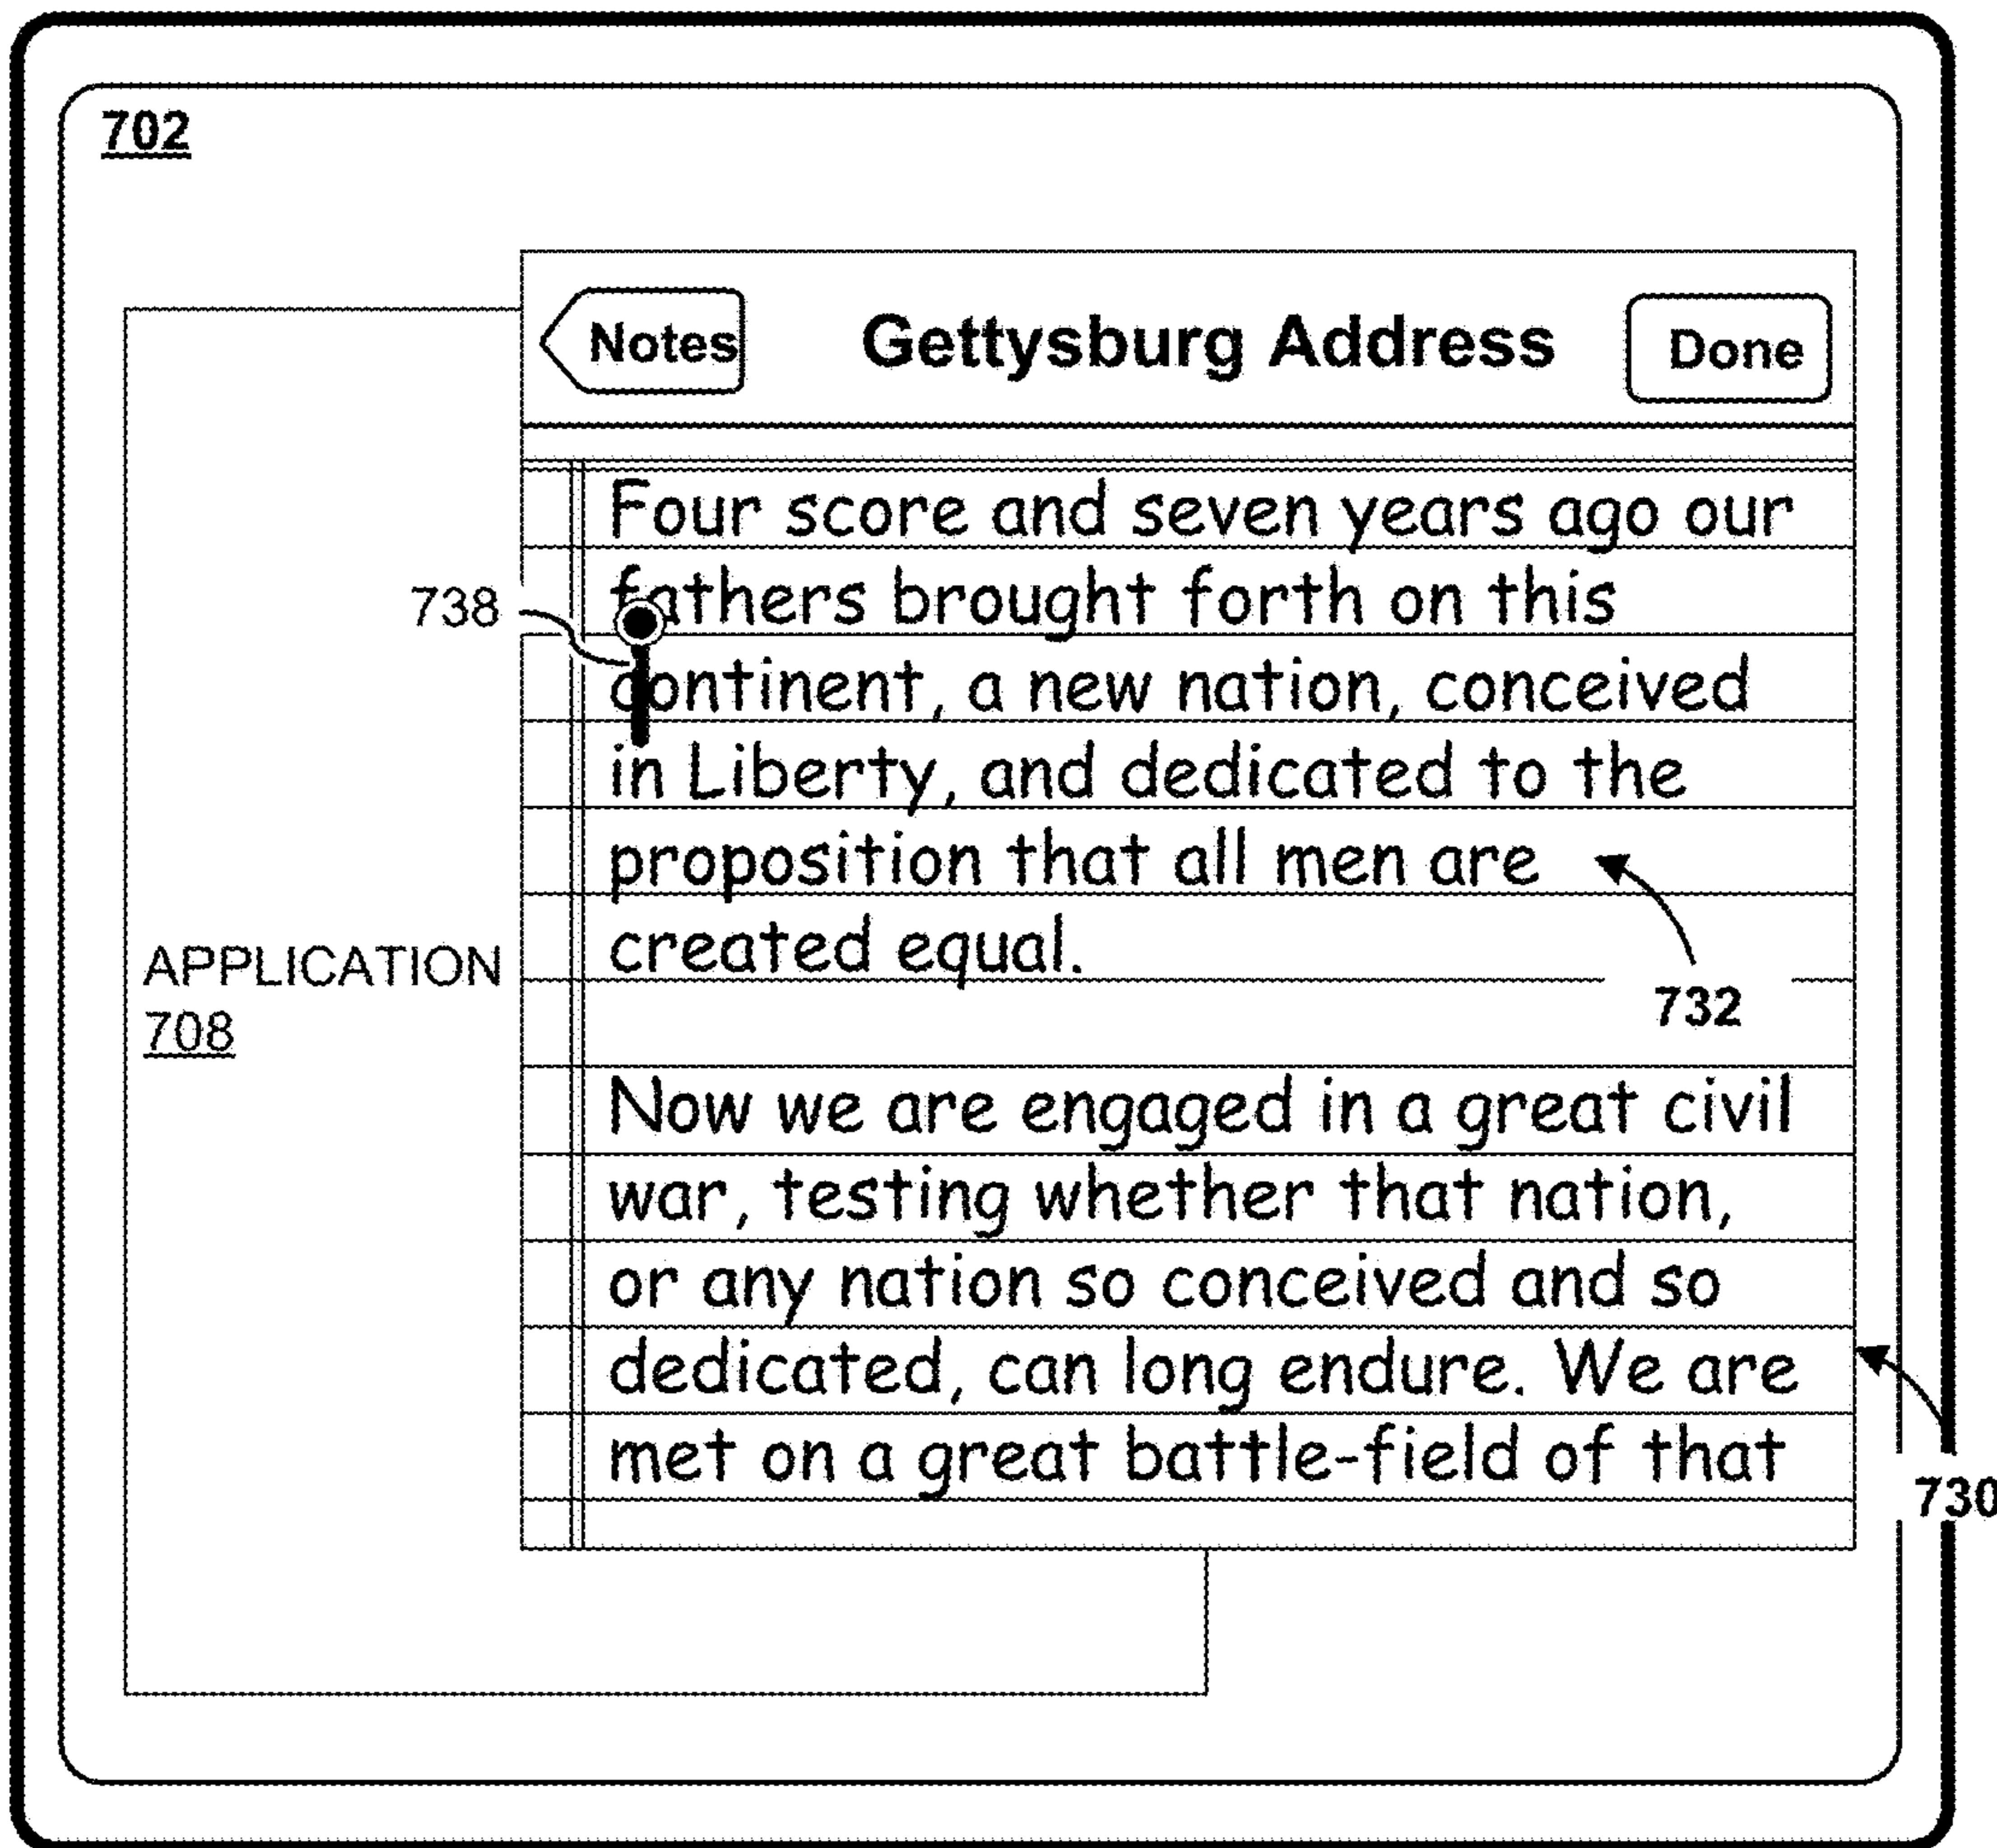 702
Notes
Gettysburg Address
Done
Four score and seven years ago our
fathers brought forth on this
738
continent, a new nation, conceived
in Liberty, and dedicated to the
proposition that all men are
created equal.
APPLICATION
708
732
Now we are engaged in a great civil
war, testing whether that nation,
or any nation so conceived and so
dedicated, can long endure. We are
met on a great battle-field of that
730